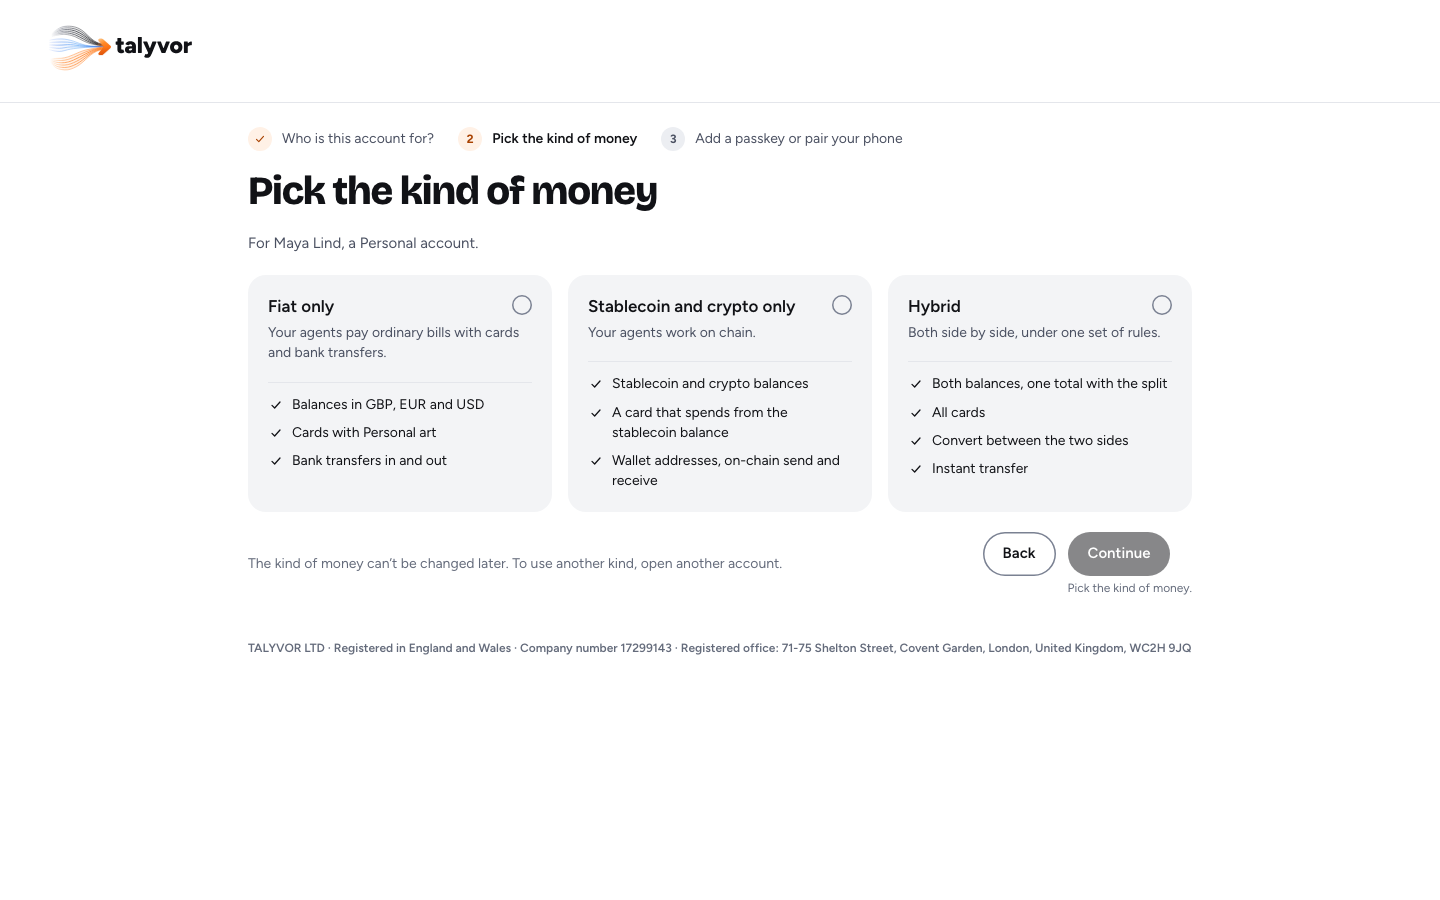 talyvor
Who is this account for?
2 Pick the kind of money
3 Add a passkey or pair your phone
Pick the kind of money
For Maya Lind, a Personal account.
Fiat only
Your agents pay ordinary bills with cards
and bank transfers.
Balances in GBP, EUR and USD
Cards with Personal art
Bank transfers in and out
Stablecoin and crypto only
Your agents work on chain.
Stablecoin and crypto balances
A card that spends from the
stablecoin balance
Wallet addresses, on-chain send and
receive
Hybrid
Both side by side, under one set of rules.
Both balances, one total with the split
All cards
Convert between the two sides
Instant transfer
The kind of money can't be changed later. To use another kind, open another account.
Back
Continue
Pick the kind of money.
TALYVOR LTD · Registered in England and Wales · Company number 17299143 · Registered office: 71-75 Shelton Street, Covent Garden, London, United Kingdom, WC2H 9JQ